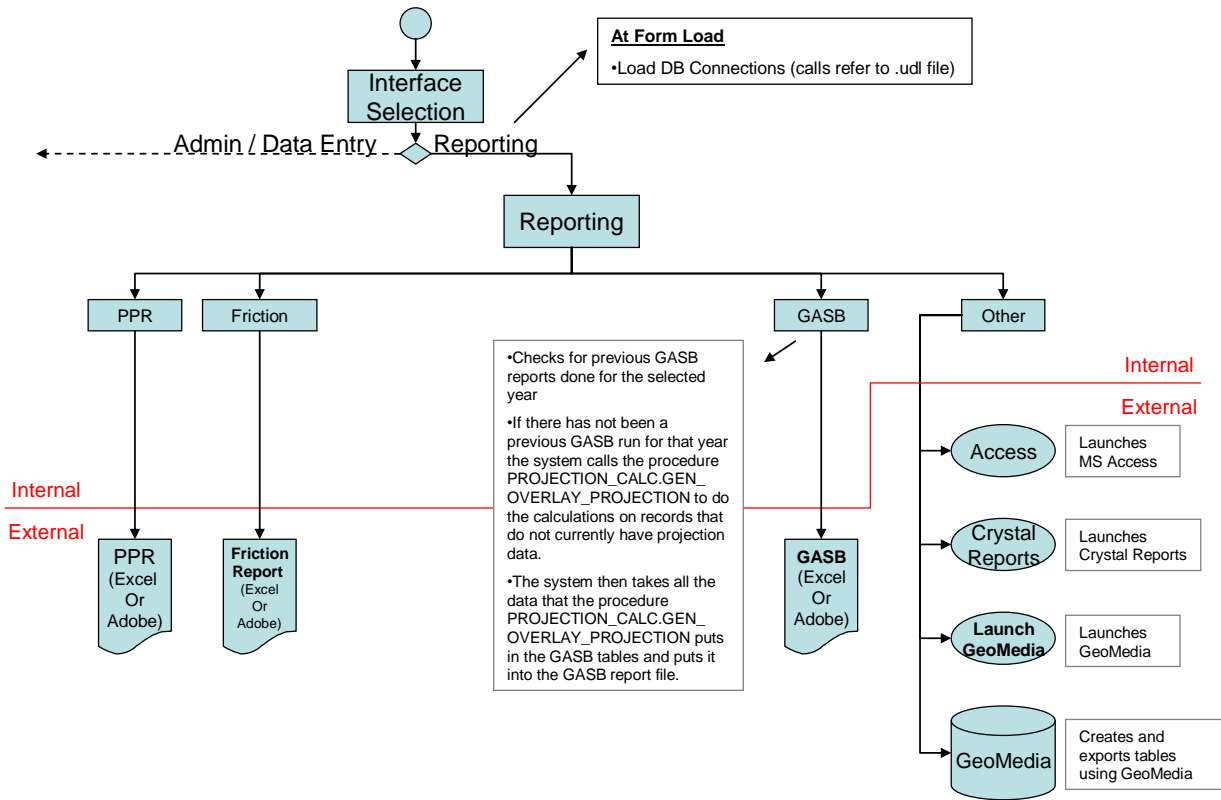 At Form Load
•Load DB Connections (calls refer to .udl file)
Interface
Selection
Admin / Data Entry
Reporting
Reporting
PPR
Friction
GASB
Other
•Checks for previous GASB
reports done for the selected
year
•If there has not been a
previous GASB run for that year
the system calls the procedure
PROJECTION_CALC.GEN_
OVERLAY_PROJECTION to do
the calculations on records that
do not currently have projection
data.
•The system then takes all the
data that the procedure
PROJECTION_CALC.GEN_
OVERLAY_PROJECTION puts
in the GASB tables and puts it
into the GASB report file.
Internal
External
Internal
External
Access
Launches
MS Access
Crystal
Reports
Launches
Crystal Reports
Launch
GeoMedia
Launches
GeoMedia
GeoMedia
Creates and
exports tables
using GeoMedia
PPR
(Excel
Or
Adobe)
Friction
Report
(Excel
Or
Adobe)
GASB
(Excel
Or
Adobe)